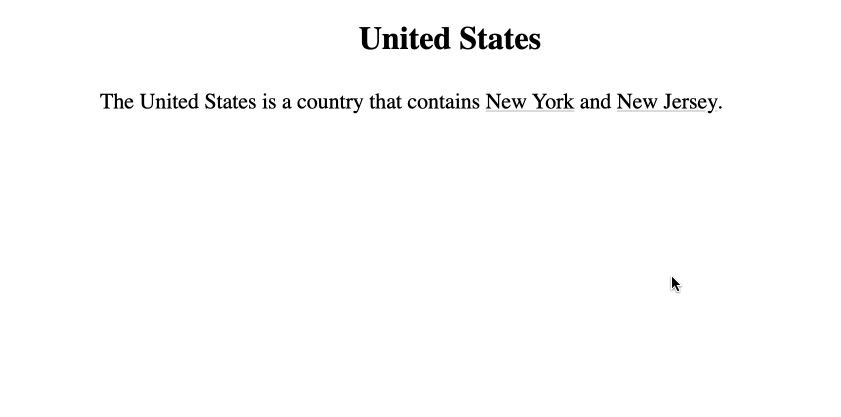 United States
The United States is a country that contains New York and New Jersey.